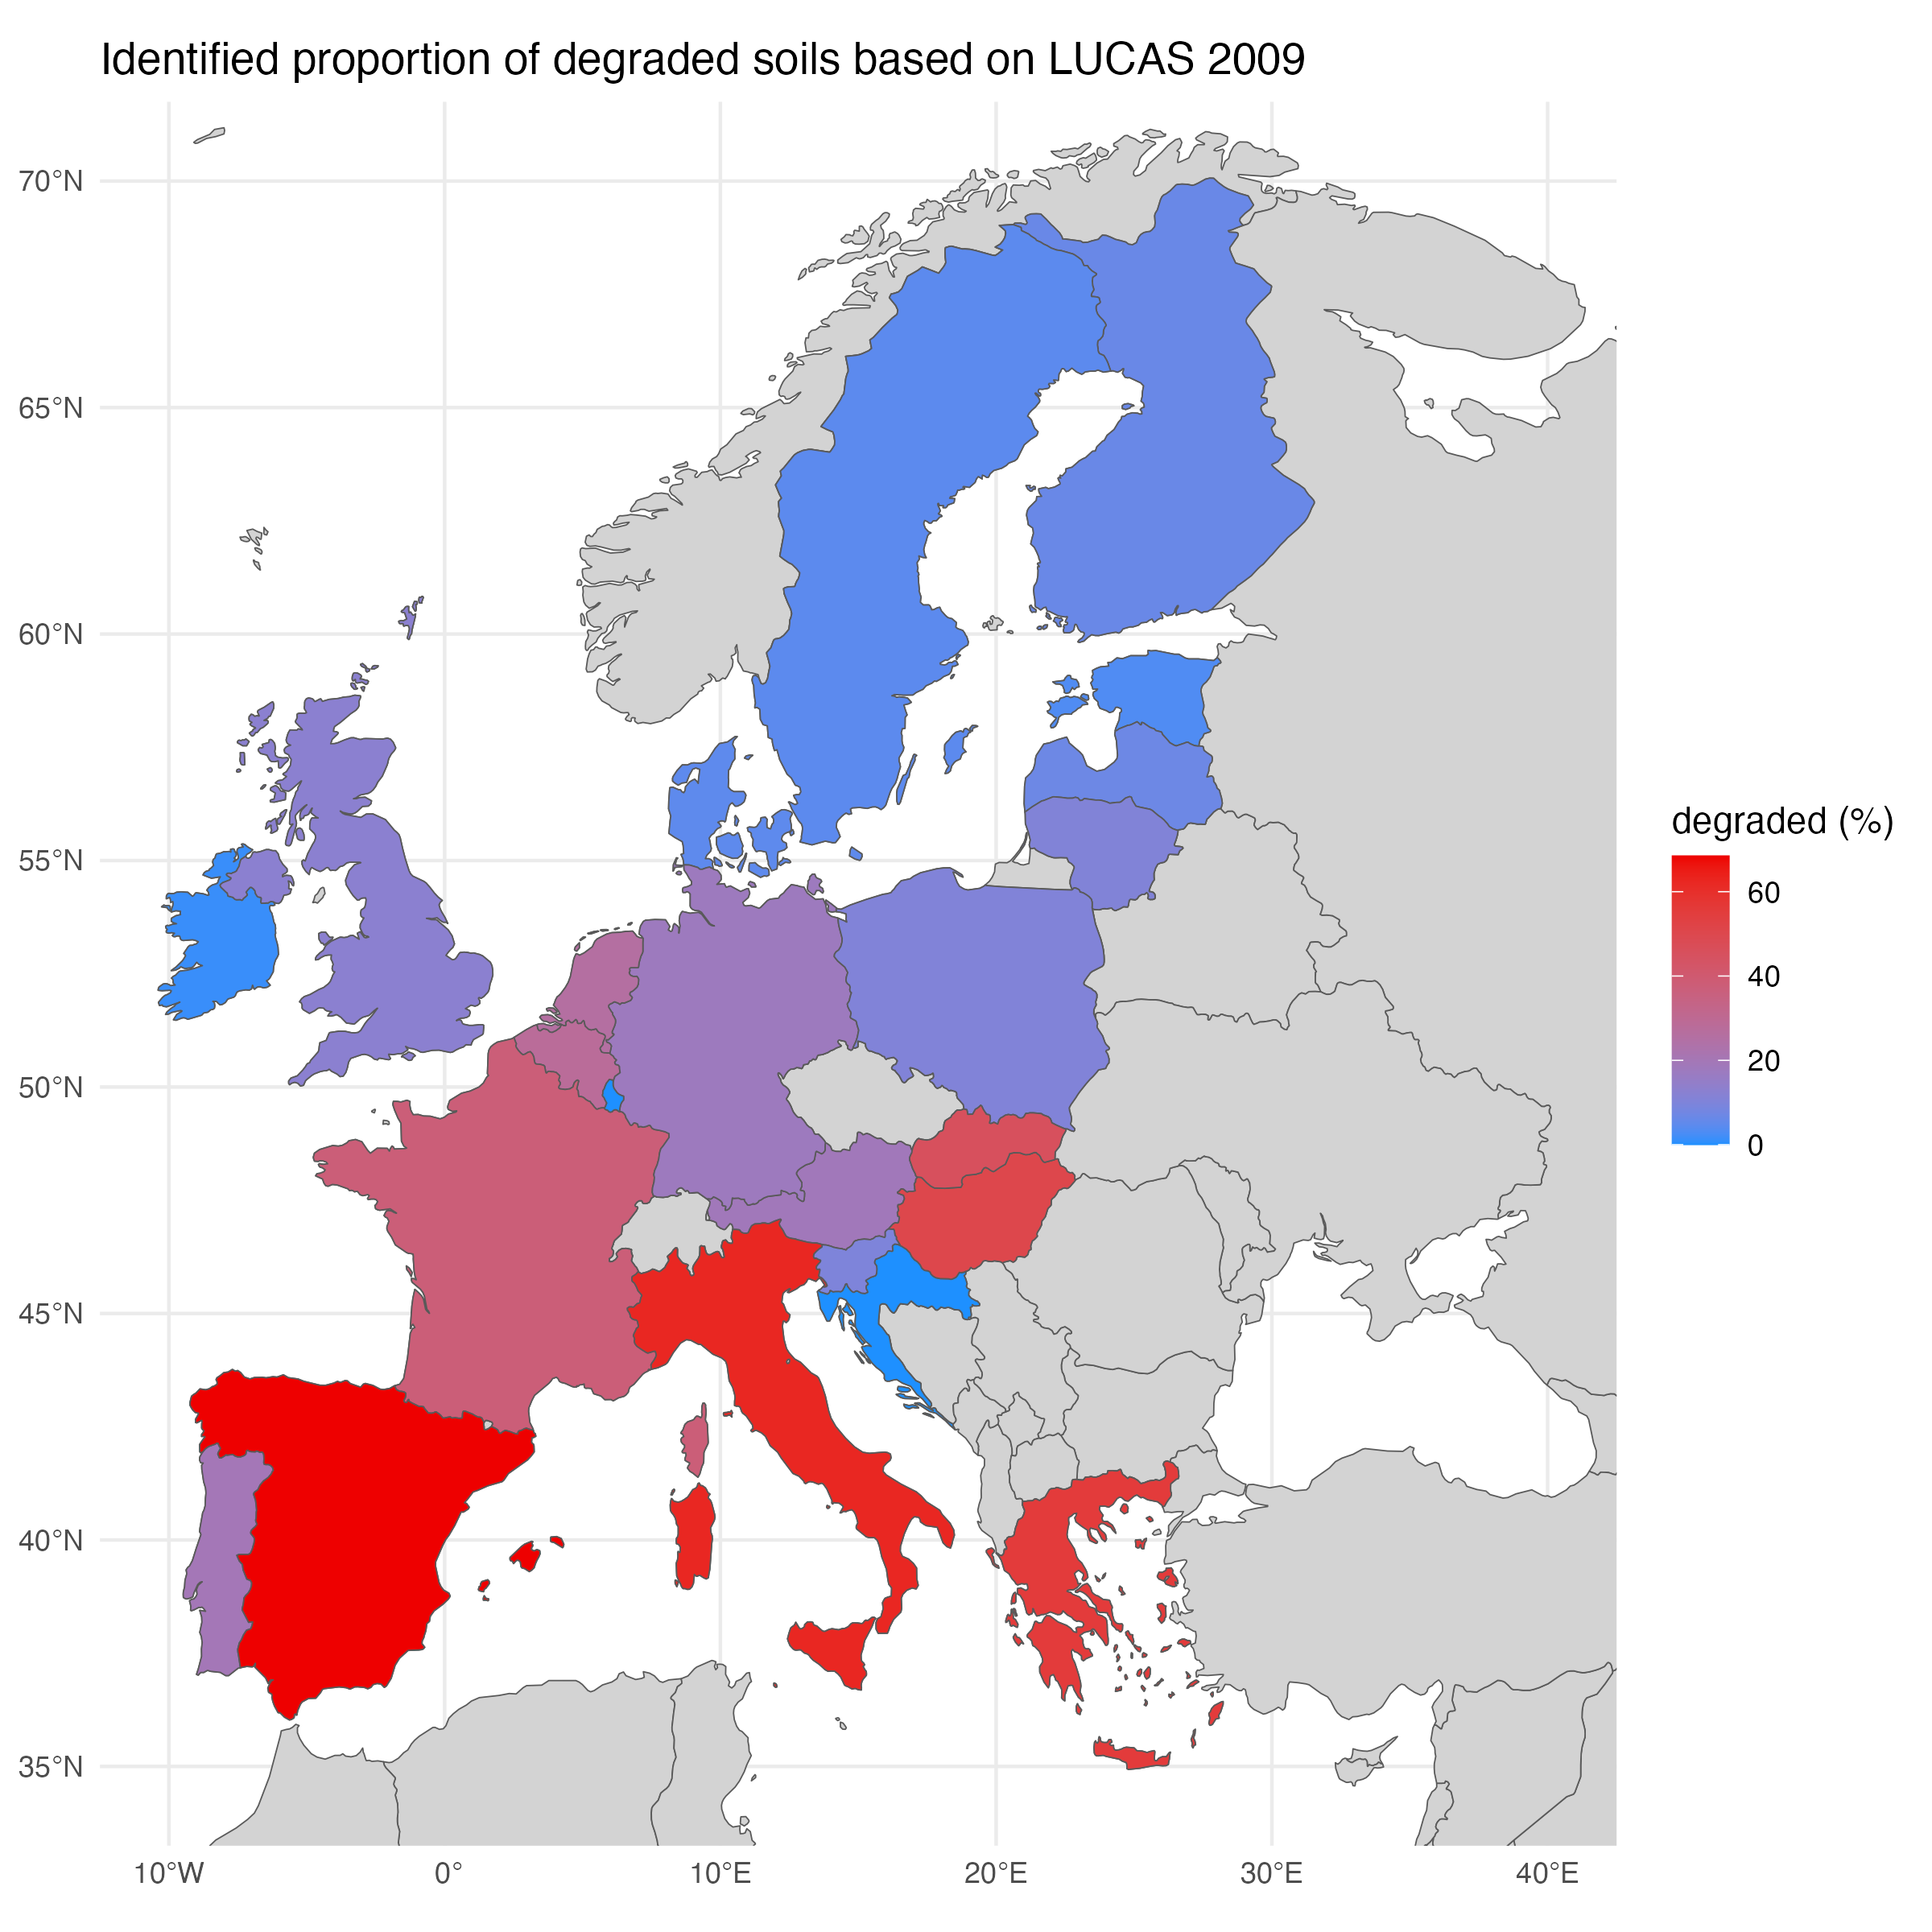 Identified proportion of degraded soils based on LUCAS 2009
70°N
65°N
60°N
55°N
50°N
45°N
40°N
35°N
10°W
0°
10°E
20°E
30°E
40°E
degraded (%)
60
40
20
0